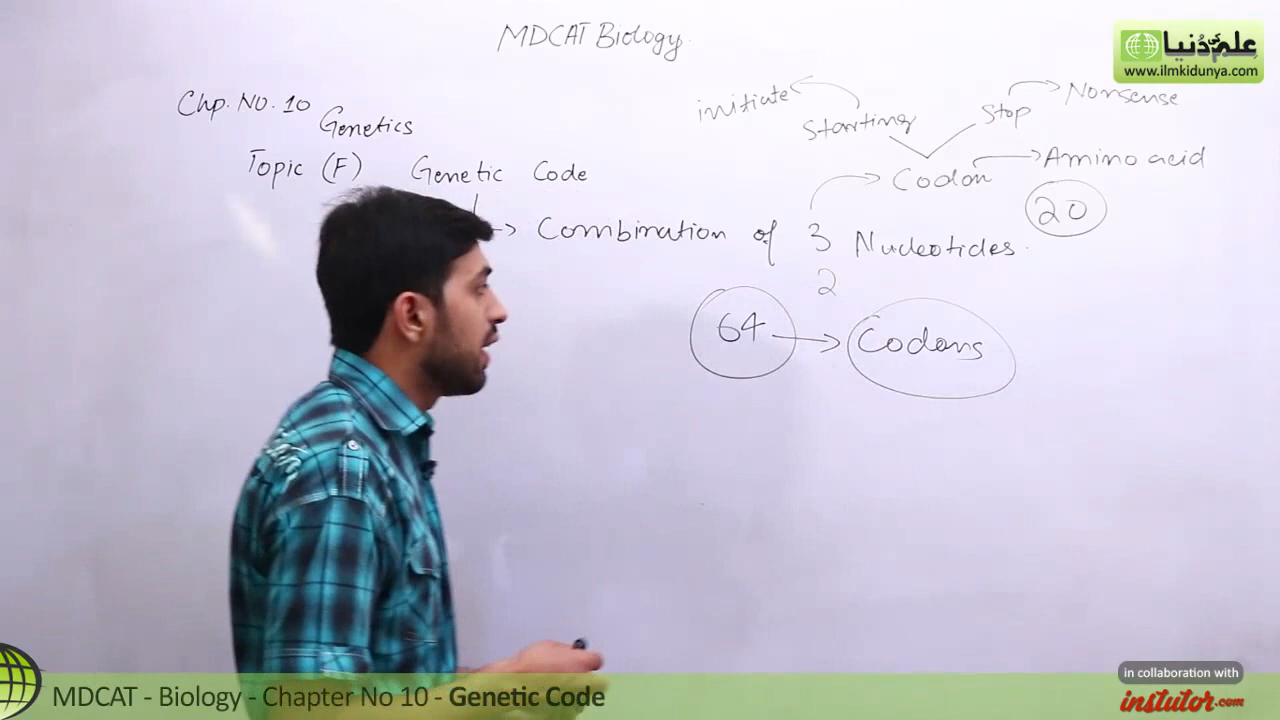 MDCAT Biology
علم کی دُنیا
www.ilmkidunya.com
Chp. No. 10
Genetics
initiate
Starting
Stop
Nonsense
Topic (F) Genetic Code
Codon
Amino acid
20
Combination of 3 Nucleotides.
2
64
Codons
in collaboration with
instutor.com
MDCAT - Biology - Chapter No 10 - Genetic Code